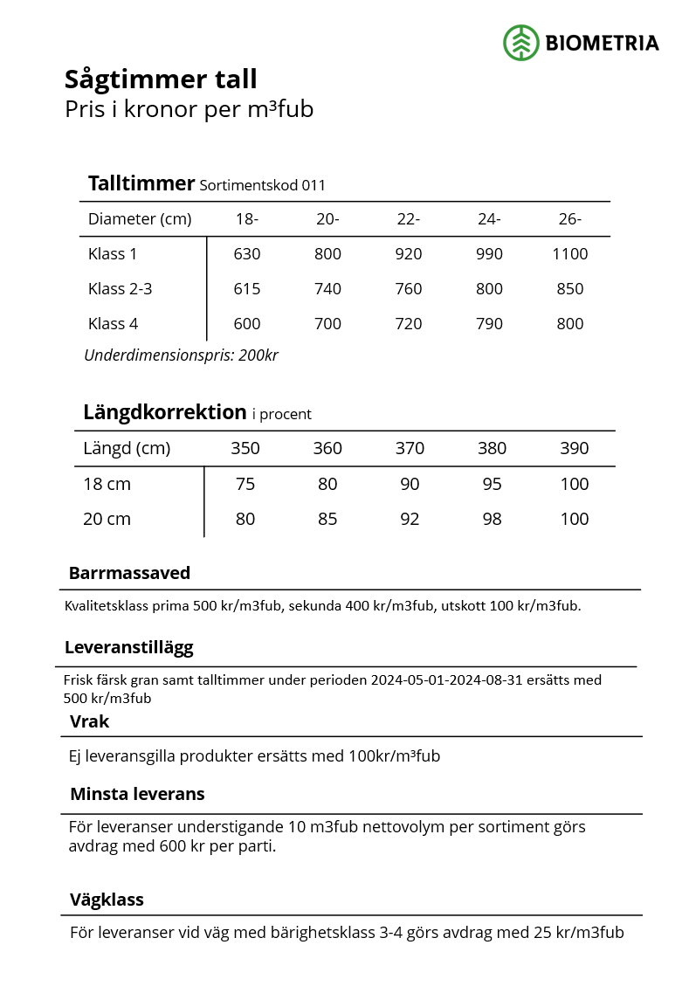 BIOMETRIA
Sågtimmer tall
Pris i kronor per m³fub
Talltimmer Sortimentskod 011
Diameter (cm) 18- 20- 22- 24- 26-
Klass 1 630 800 920 990 1100
Klass 2-3 615 740 760 800 850
Klass 4 600 700 720 790 800
Underdimensionspris: 200kr
Längdkorrektion i procent
Längd (cm) 350 360 370 380 390
18 cm 75 80 90 95 100
20 cm 80 85 92 98 100
Barrmassaved
Kvalitetsklass prima 500 kr/m3fub, sekunda 400 kr/m3fub, utskott 100 kr/m3fub.
Leveranstillägg
Frisk färsk gran samt talltimmer under perioden 2024-05-01-2024-08-31 ersätts med
500 kr/m3fub
Vrak
Ej leveransgilla produkter ersätts med 100kr/m³fub
Minsta leverans
För leveranser understigande 10 m3fub nettovolym per sortiment görs
avdrag med 600 kr per parti.
Vägklass
För leveranser vid väg med bärighetsklass 3-4 görs avdrag med 25 kr/m3fub